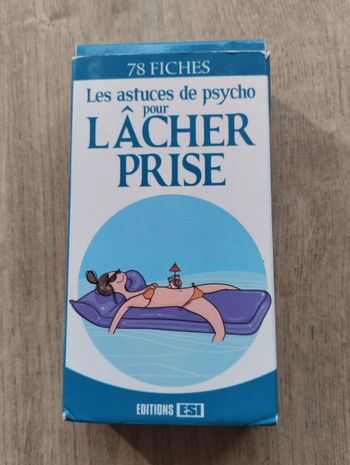 78 FICHES
Les astuces de psycho
pour
LÂCHER
PRISE
EDITIONS ESI